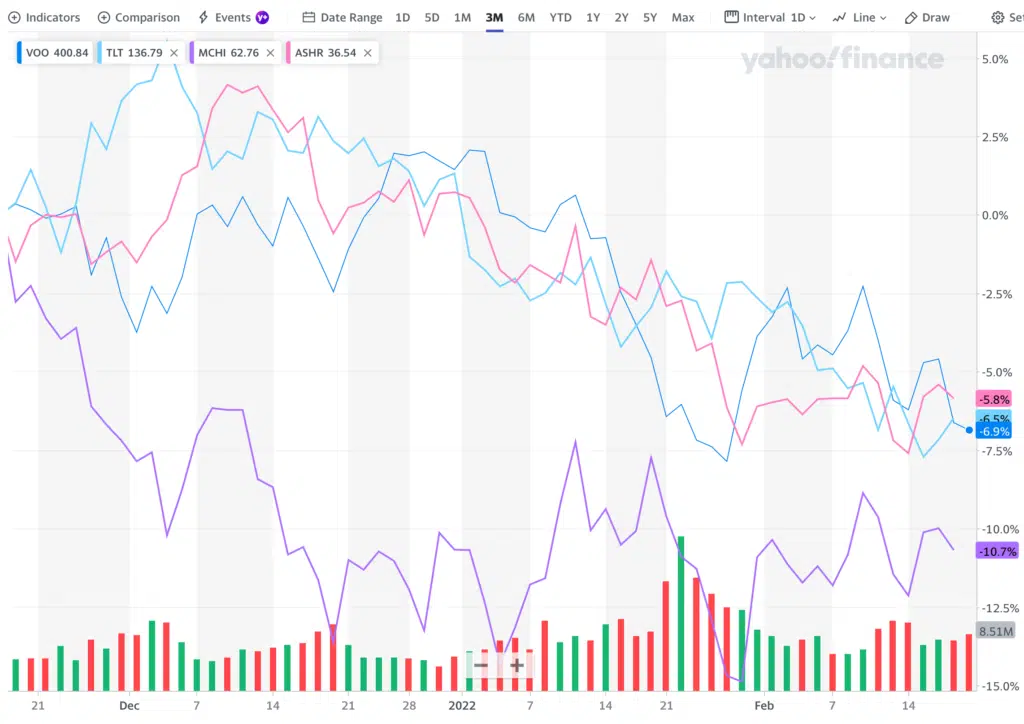 Indicators Comparison Events y+ Date Range 1D 5D 1M 3M 6M YTD 1Y 2Y 5Y Max Interval 1D Line Draw Set
VOO 400.84 TLT 136.79 MCHI 62.76 ASHR 36.54
yahoo!finance
5.0%
2.5%
0.0%
-2.5%
-5.0%
-5.8%
-6.5%
-6.9%
-7.5%
-10.0%
-10.7%
-12.5%
8.51M
-15.0%
21 Dec 7 14 21 28 2022 7 14 21 Feb 7 14